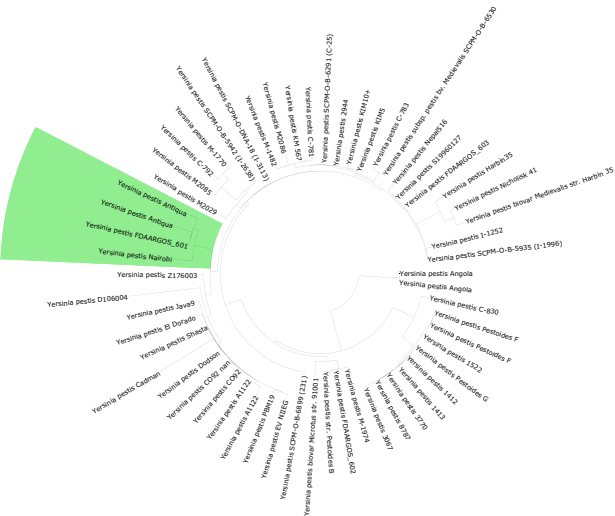 Yersinia pestis Antiqua
Yersinia pestis Antiqua
Yersinia pestis FDAARGOS_601
Yersinia pestis Nairobi
Yersinia pestis Z176003
Yersinia pestis D106004
Yersinia pestis Java9
Yersinia pestis El Dorado
Yersinia pestis Shasta
Yersinia pestis Cadman
Yersinia pestis Dodson
Yersinia pestis CO92 nan
Yersinia pestis CO92
Yersinia pestis A1122
Yersinia pestis A1122
Yersinia pestis PBM19
Yersinia pestis EV NIIEG
Yersinia pestis SCPM-O-B-6899 (231)
Yersinia pestis biovar Microtus str. 91001
Yersinia pestis str. Pestoides B
Yersinia pestis FDAARGOS_602
Yersinia pestis M-1974
Yersinia pestis 3067
Yersinia pestis 8787
Yersinia pestis 3770
Yersinia pestis 1413
Yersinia pestis 1412
Yersinia pestis Pestoides G
Yersinia pestis 1522
Yersinia pestis Pestoides F
Yersinia pestis Pestoides F
Yersinia pestis C-830
Yersinia pestis Angola
Yersinia pestis Angola
Yersinia pestis SCPM-O-B-5935 (I-1996)
Yersinia pestis I-1252
Yersinia pestis biovar Medievalis str. Harbin 35
Yersinia pestis Nicholisk 41
Yersinia pestis Harbin35
Yersinia pestis FDAARGOS_603
Yersinia pestis S19960127
Yersinia pestis Nepal516
Yersinia pestis subsp. pestis bv. Medievalis SCPM-O-B-6530
Yersinia pestis C-783
Yersinia pestis KIM5
Yersinia pestis KIM10+
Yersinia pestis 2944
Yersinia pestis SCPM-O-B-6291 (C-25)
Yersinia pestis C-781
Yersinia pestis KM 567
Yersinia pestis M2086
Yersinia pestis M-1482
Yersinia pestis SCPM-O-DNA-18 (I-3113)
Yersinia pestis SCPM-O-B-5942 (I-2638)
Yersinia pestis M-1770
Yersinia pestis C-792
Yersinia pestis M2085
Yersinia pestis M2029